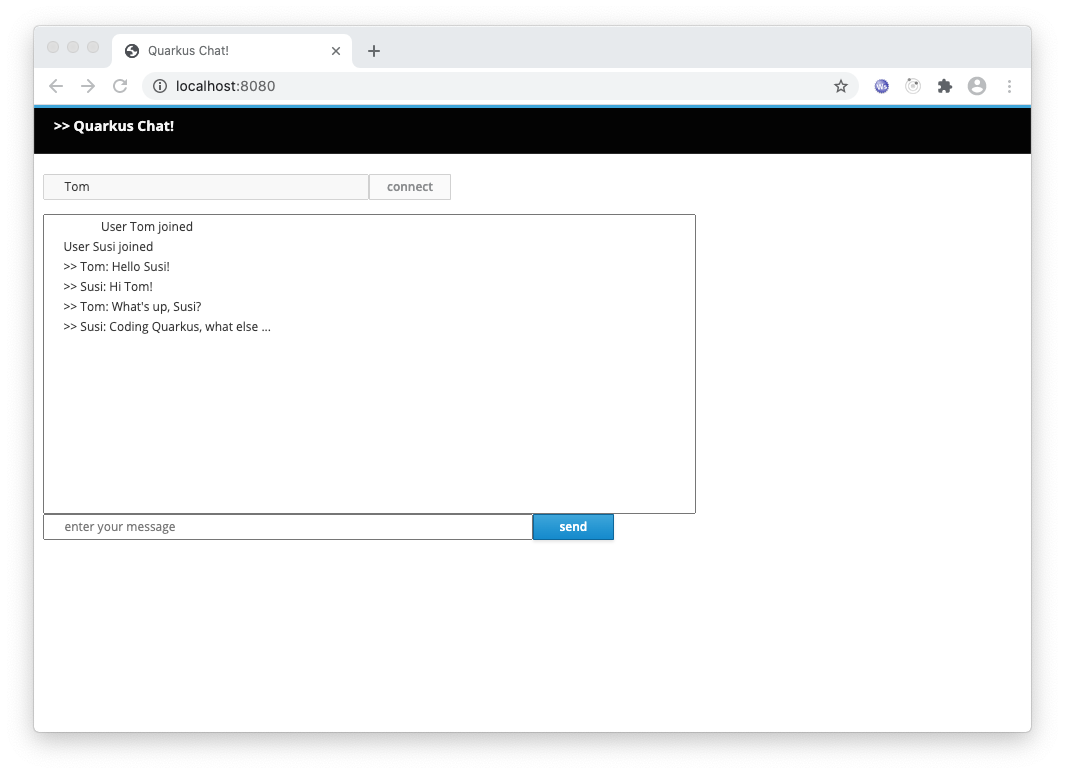 Quarkus Chat!
localhost:8080
>> Quarkus Chat!
Tom
connect
User Tom joined
User Susi joined
>> Tom: Hello Susi!
>> Susi: Hi Tom!
>> Tom: What's up, Susi?
>> Susi: Coding Quarkus, what else ...
enter your message
send